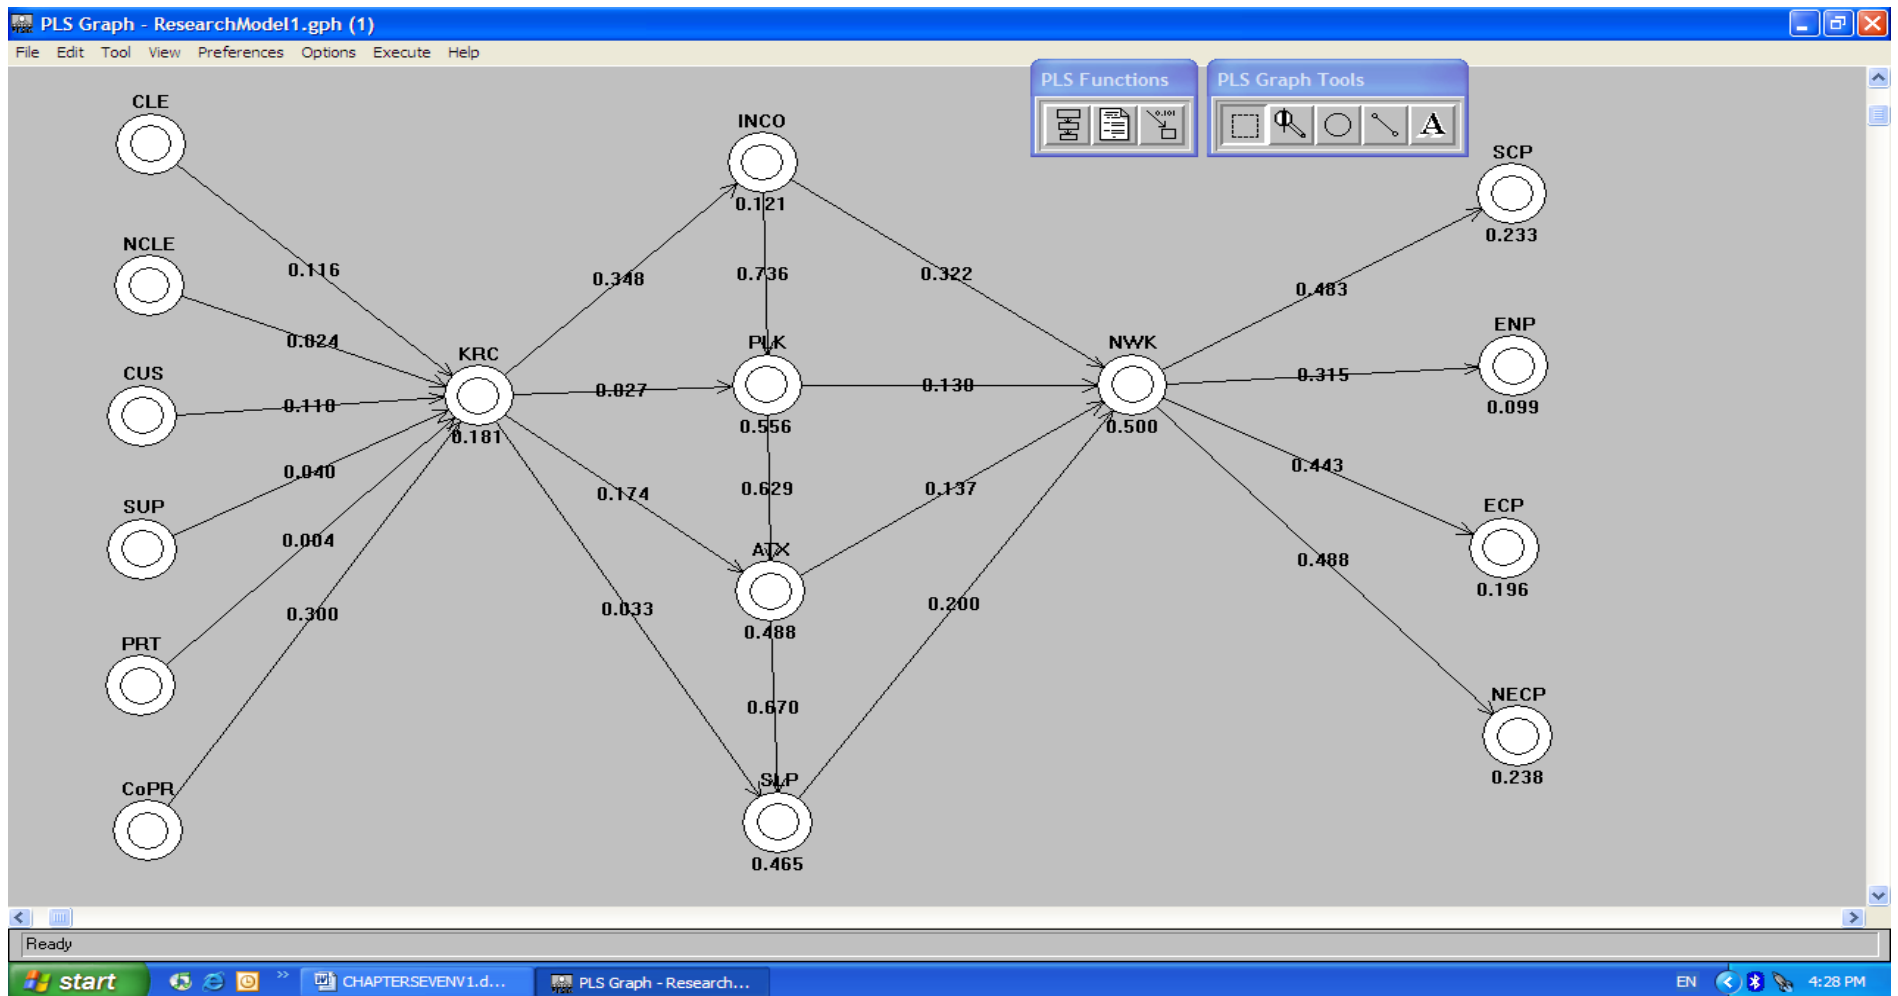 PLS Graph - ResearchModel1.gph (1)
File Edit Tool View Preferences Options Execute Help
PLS Functions
PLS Graph Tools
0.101
A
CLE
INCO
SCP
0.121
0.233
NCLE
0.116
0.348
0.736
0.322
0.483
ENP
0.024
KRC
PLK
NWK
CUS
0.110
0.027
0.130
0.315
0.099
0.181
0.556
0.500
0.040
0.174
0.629
0.137
0.443
SUP
ECP
0.004
ATX
0.488
0.196
0.300
0.033
0.488
0.200
PRT
NECP
0.670
0.238
CoPR
SLP
0.465
Ready
start
»
CHAPTERSEVENV1.d...
PLS Graph - Research...
EN
4:28 PM